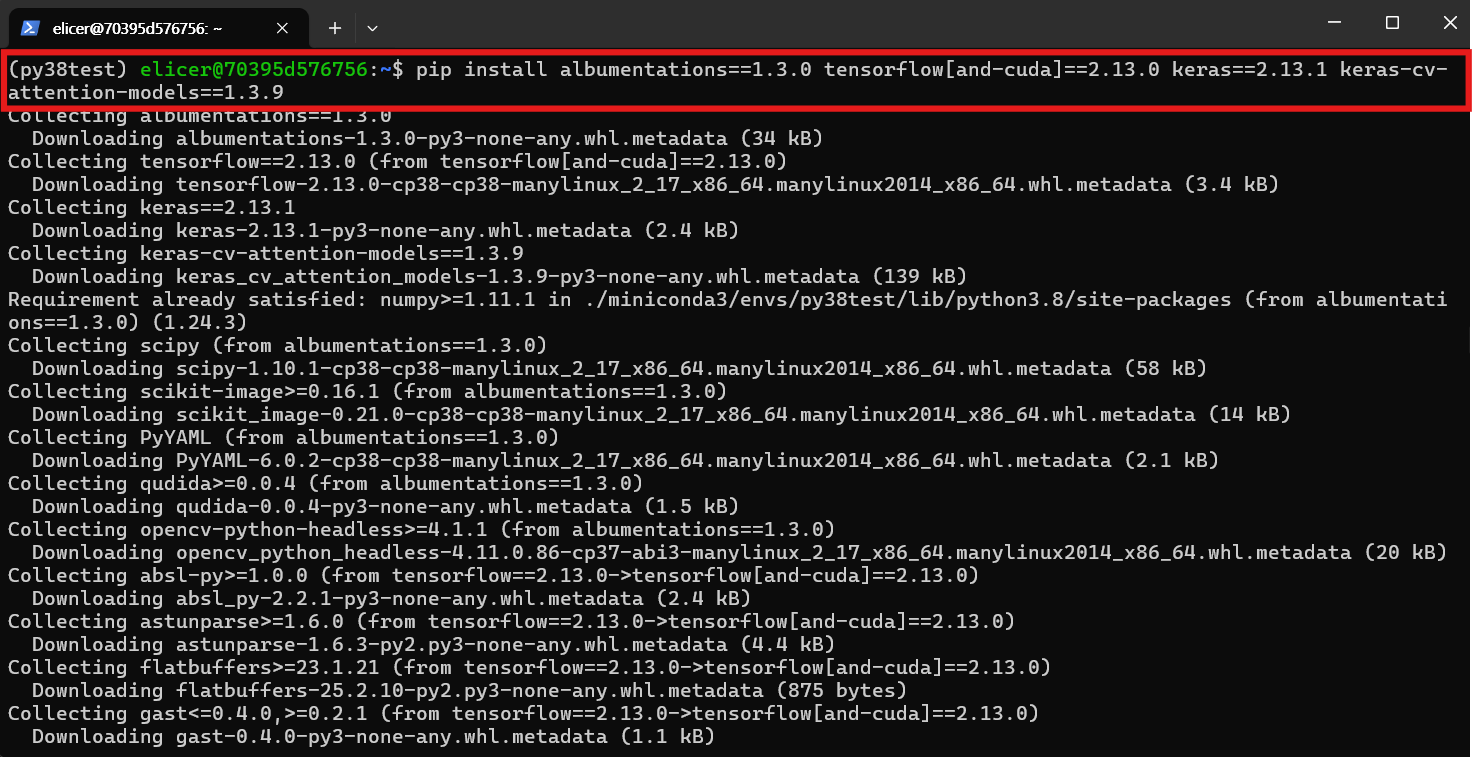 elicer@70395d576756: ~
(py38test) elicer@70395d576756:~$ pip install albumentations==1.3.0 tensorflow[and-cuda]==2.13.0 keras==2.13.1 keras-cv-
attention-models==1.3.9
Collecting albumentations==1.3.0
  Downloading albumentations-1.3.0-py3-none-any.whl.metadata (34 kB)
Collecting tensorflow==2.13.0 (from tensorflow[and-cuda]==2.13.0)
  Downloading tensorflow-2.13.0-cp38-cp38-manylinux_2_17_x86_64.manylinux2014_x86_64.whl.metadata (3.4 kB)
Collecting keras==2.13.1
  Downloading keras-2.13.1-py3-none-any.whl.metadata (2.4 kB)
Collecting keras-cv-attention-models==1.3.9
  Downloading keras_cv_attention_models-1.3.9-py3-none-any.whl.metadata (139 kB)
Requirement already satisfied: numpy>=1.11.1 in ./miniconda3/envs/py38test/lib/python3.8/site-packages (from albumentati
ons==1.3.0) (1.24.3)
Collecting scipy (from albumentations==1.3.0)
  Downloading scipy-1.10.1-cp38-cp38-manylinux_2_17_x86_64.manylinux2014_x86_64.whl.metadata (58 kB)
Collecting scikit-image>=0.16.1 (from albumentations==1.3.0)
  Downloading scikit_image-0.21.0-cp38-cp38-manylinux_2_17_x86_64.manylinux2014_x86_64.whl.metadata (14 kB)
Collecting PyYAML (from albumentations==1.3.0)
  Downloading PyYAML-6.0.2-cp38-cp38-manylinux_2_17_x86_64.manylinux2014_x86_64.whl.metadata (2.1 kB)
Collecting qudida>=0.0.4 (from albumentations==1.3.0)
  Downloading qudida-0.0.4-py3-none-any.whl.metadata (1.5 kB)
Collecting opencv-python-headless>=4.1.1 (from albumentations==1.3.0)
  Downloading opencv_python_headless-4.11.0.86-cp37-abi3-manylinux_2_17_x86_64.manylinux2014_x86_64.whl.metadata (20 kB)
Collecting absl-py>=1.0.0 (from tensorflow==2.13.0->tensorflow[and-cuda]==2.13.0)
  Downloading absl_py-2.2.1-py3-none-any.whl.metadata (2.4 kB)
Collecting astunparse>=1.6.0 (from tensorflow==2.13.0->tensorflow[and-cuda]==2.13.0)
  Downloading astunparse-1.6.3-py2.py3-none-any.whl.metadata (4.4 kB)
Collecting flatbuffers>=23.1.21 (from tensorflow==2.13.0->tensorflow[and-cuda]==2.13.0)
  Downloading flatbuffers-25.2.10-py2.py3-none-any.whl.metadata (875 bytes)
Collecting gast<=0.4.0,>=0.2.1 (from tensorflow==2.13.0->tensorflow[and-cuda]==2.13.0)
  Downloading gast-0.4.0-py3-none-any.whl.metadata (1.1 kB)